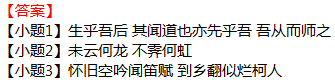 【答案】
【小题1】生乎吾后 其闻道也亦先乎吾 吾从而师之
【小题2】未云何龙 不霁何虹
【小题3】怀旧空吟闻笛赋 到乡翻似烂柯人